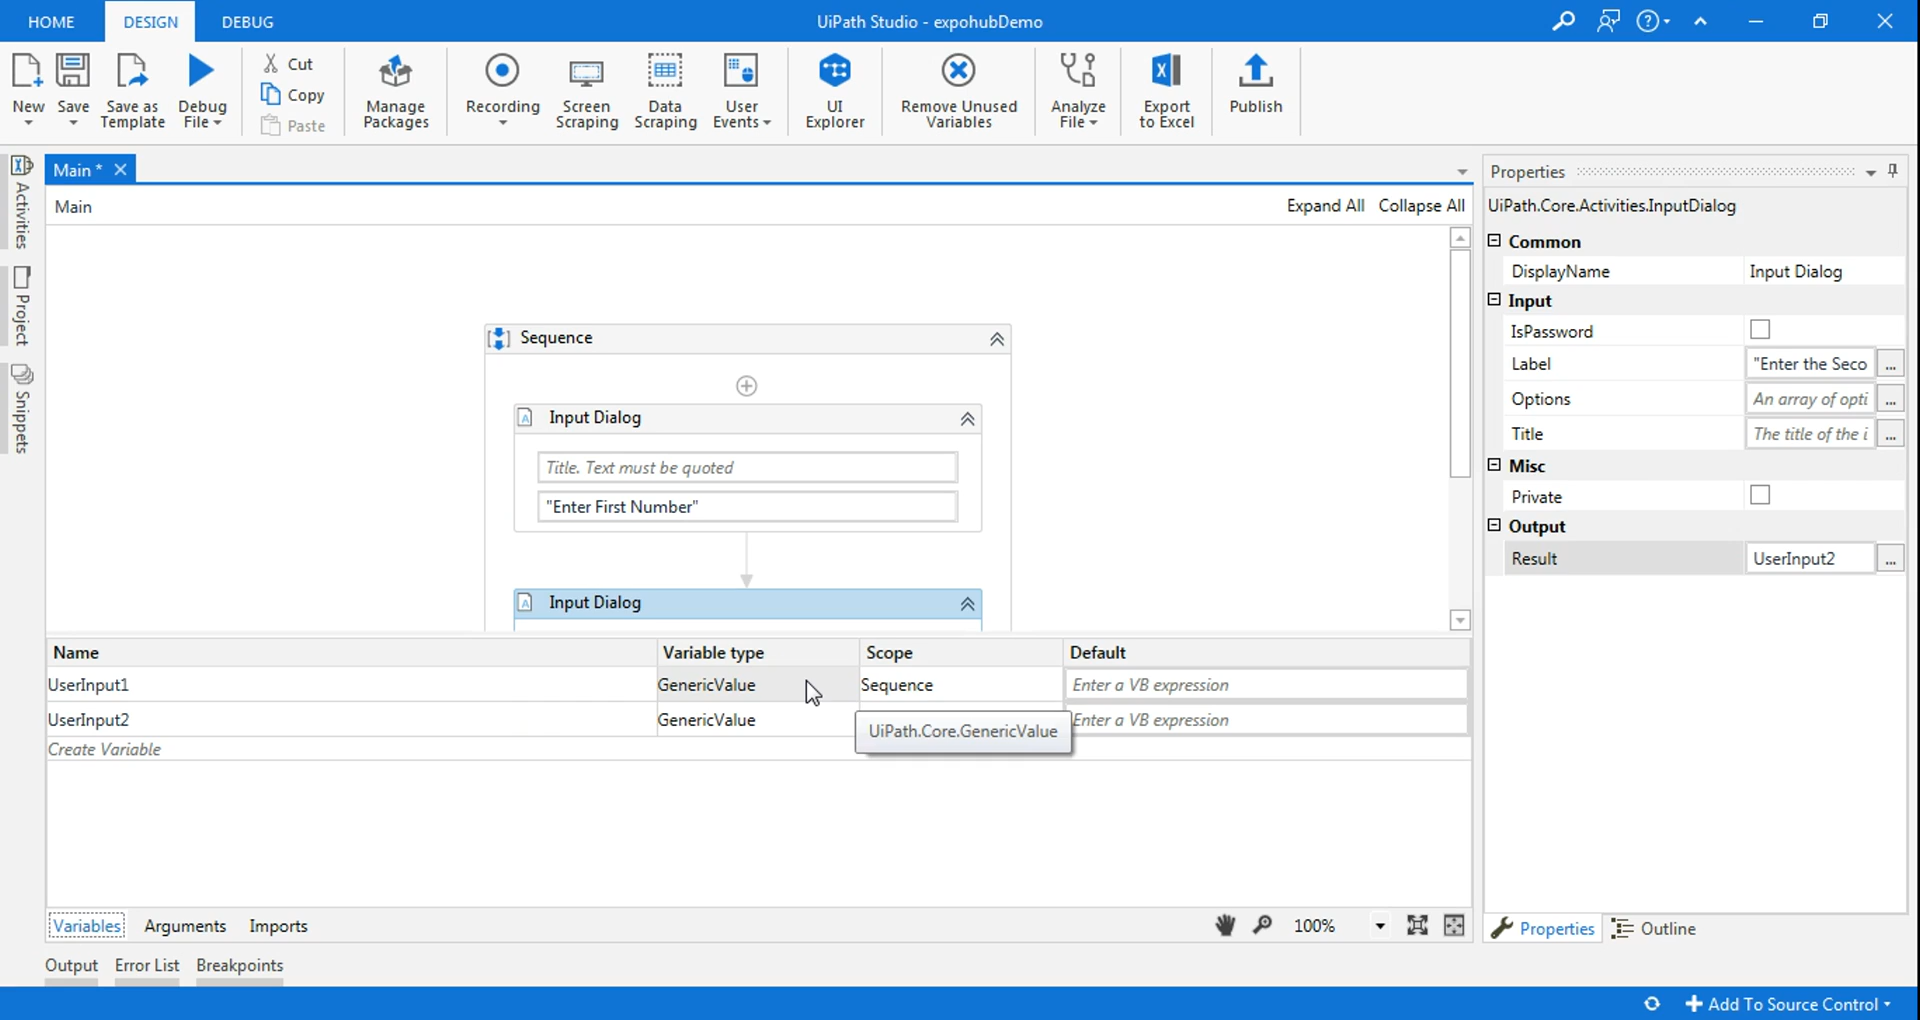 HOME DESIGN DEBUG UiPath Studio - expohubDemo
New
Save
Save as
Template
Debug
File
Cut
Copy
Paste
Manage
Packages
Recording
Screen
Scraping
Data
Scraping
User
Events
UI
Explorer
Remove Unused
Variables
Analyze
File
Export
to Excel
Publish
Activities
Project
Snippets
Main *
Main Expand All Collapse All
Sequence
Input Dialog
Title. Text must be quoted
"Enter First Number"
Input Dialog
Name Variable type Scope Default
UserInput1 GenericValue Sequence Enter a VB expression
UserInput2 GenericValue Enter a VB expression
UiPath.Core.GenericValue
Create Variable
Variables Arguments Imports 100%
Output Error List Breakpoints
Properties
UiPath.Core.Activities.InputDialog
Common
DisplayName Input Dialog
Input
IsPassword
Label "Enter the Seco ...
Options An array of opti ...
Title The title of the i ...
Misc
Private
Output
Result UserInput2 ...
Properties Outline
Add To Source Control